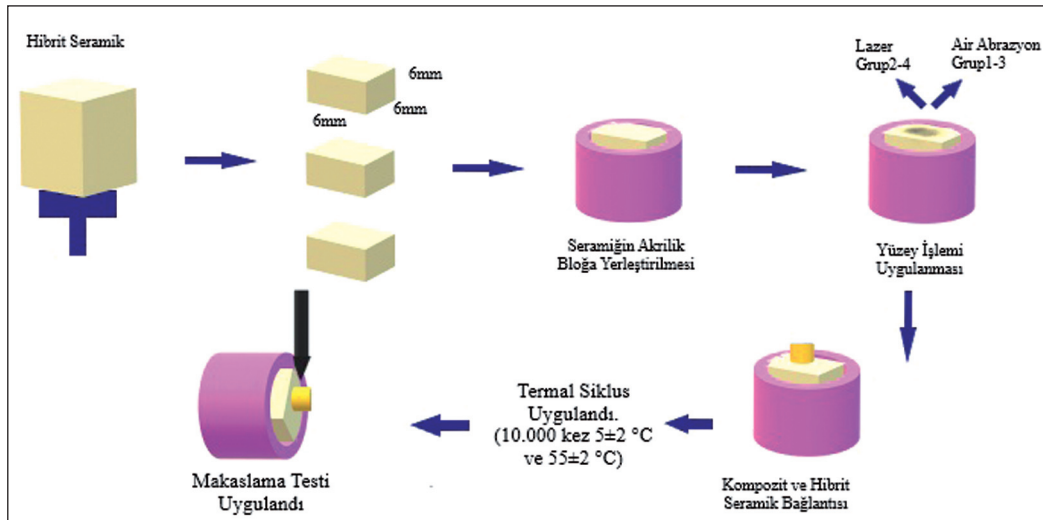 Hibrit Seramik
6mm
6mm
6mm
Lazer
Grup2-4
Air Abrazyon
Grup1-3
Seramiğin Akrilik
Bloğa Yerleştirilmesi
Yüzey İşlemi
Uygulanması
Termal Siklus
Uygulandı.
(10.000 kez 5±2 °C
ve 55±2 °C)
Makaslama Testi
Uygulandı
Kompozit ve Hibrit
Seramik Bağlantısı